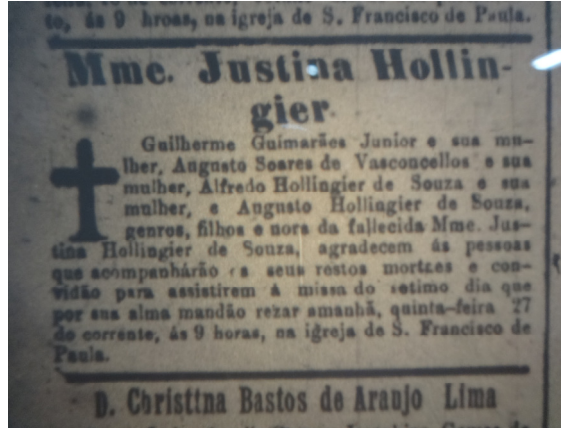 to, ás 9 hroas, na igreja de S. Francisco de Paula.
Mme. Justina Hollin-
gier
Guilherme Guimarães Junior e sua mu-
lher, Augusto Soares de Vasconcellos e sua
mulher, Alfredo Hollingier de Souza e sua
mulher, e Augusto Hollingier de Souza,
genros, filhos e nora da fallecida Mme. Jus-
tina Hollingier de Souza, agradecem ás pessoas
que acompanhárão os seus restos mortaes e con-
vidão para assistirem á missa do setimo dia que
por sua alma mandão rezar amanhã, quinta-feira 27
do corrente, ás 9 horas, na igreja de S. Francisco de
Paula.
D. Christina Bastos de Araujo Lima